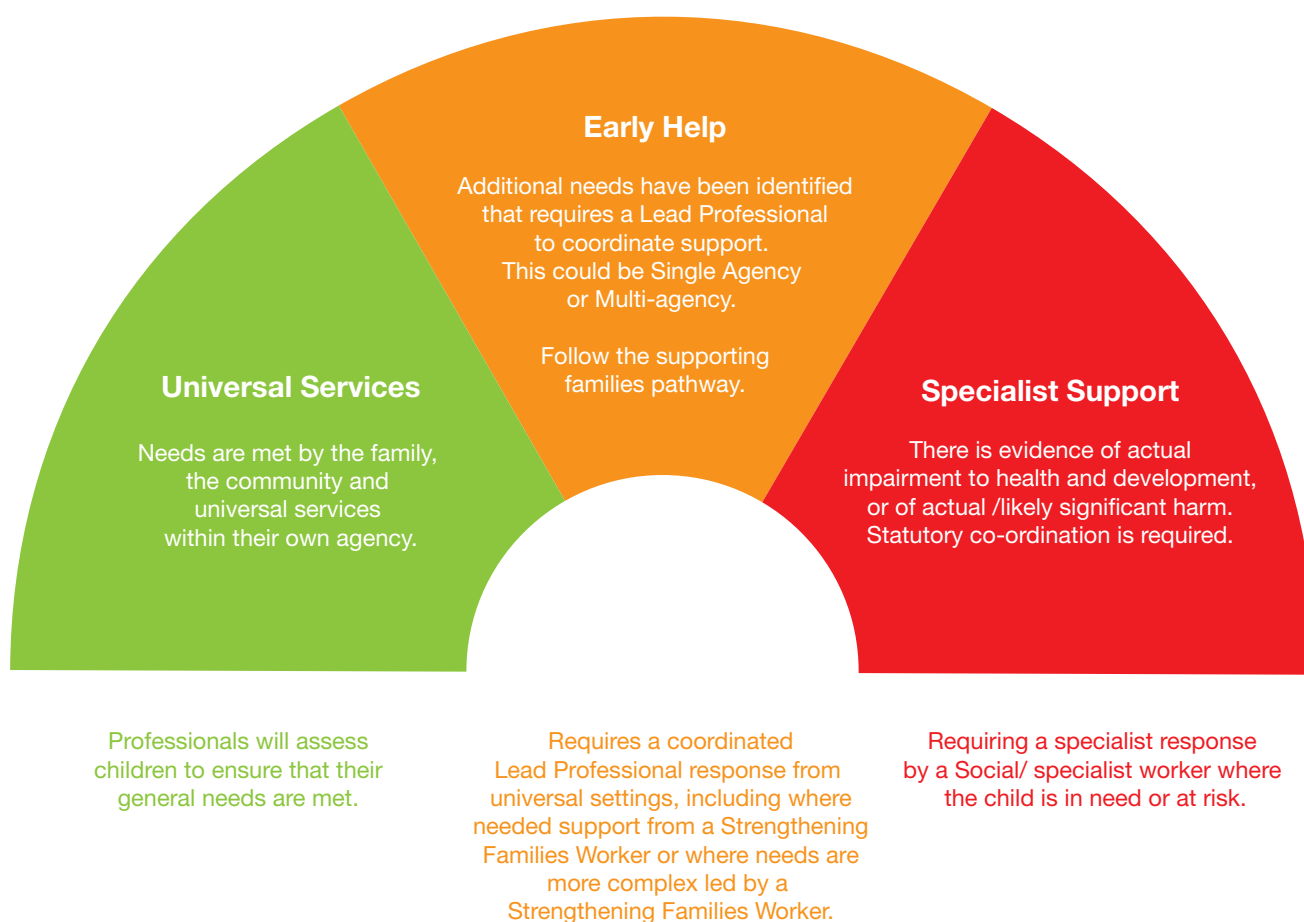 Early Help
Additional needs have been identified
that requires a Lead Professional
to coordinate support.
This could be Single Agency
or Multi-agency.
Follow the supporting
families pathway.
Universal Services
Needs are met by the family,
the community and
universal services
within their own agency.
Specialist Support
There is evidence of actual
impairment to health and development,
or of actual /likely significant harm.
Statutory co-ordination is required.
Professionals will assess
children to ensure that their
general needs are met.
Requires a coordinated
Lead Professional response from
universal settings, including where
needed support from a Strengthening
Families Worker or where needs are
more complex led by a
Strengthening Families Worker.
Requiring a specialist response
by a Social/ specialist worker where
the child is in need or at risk.